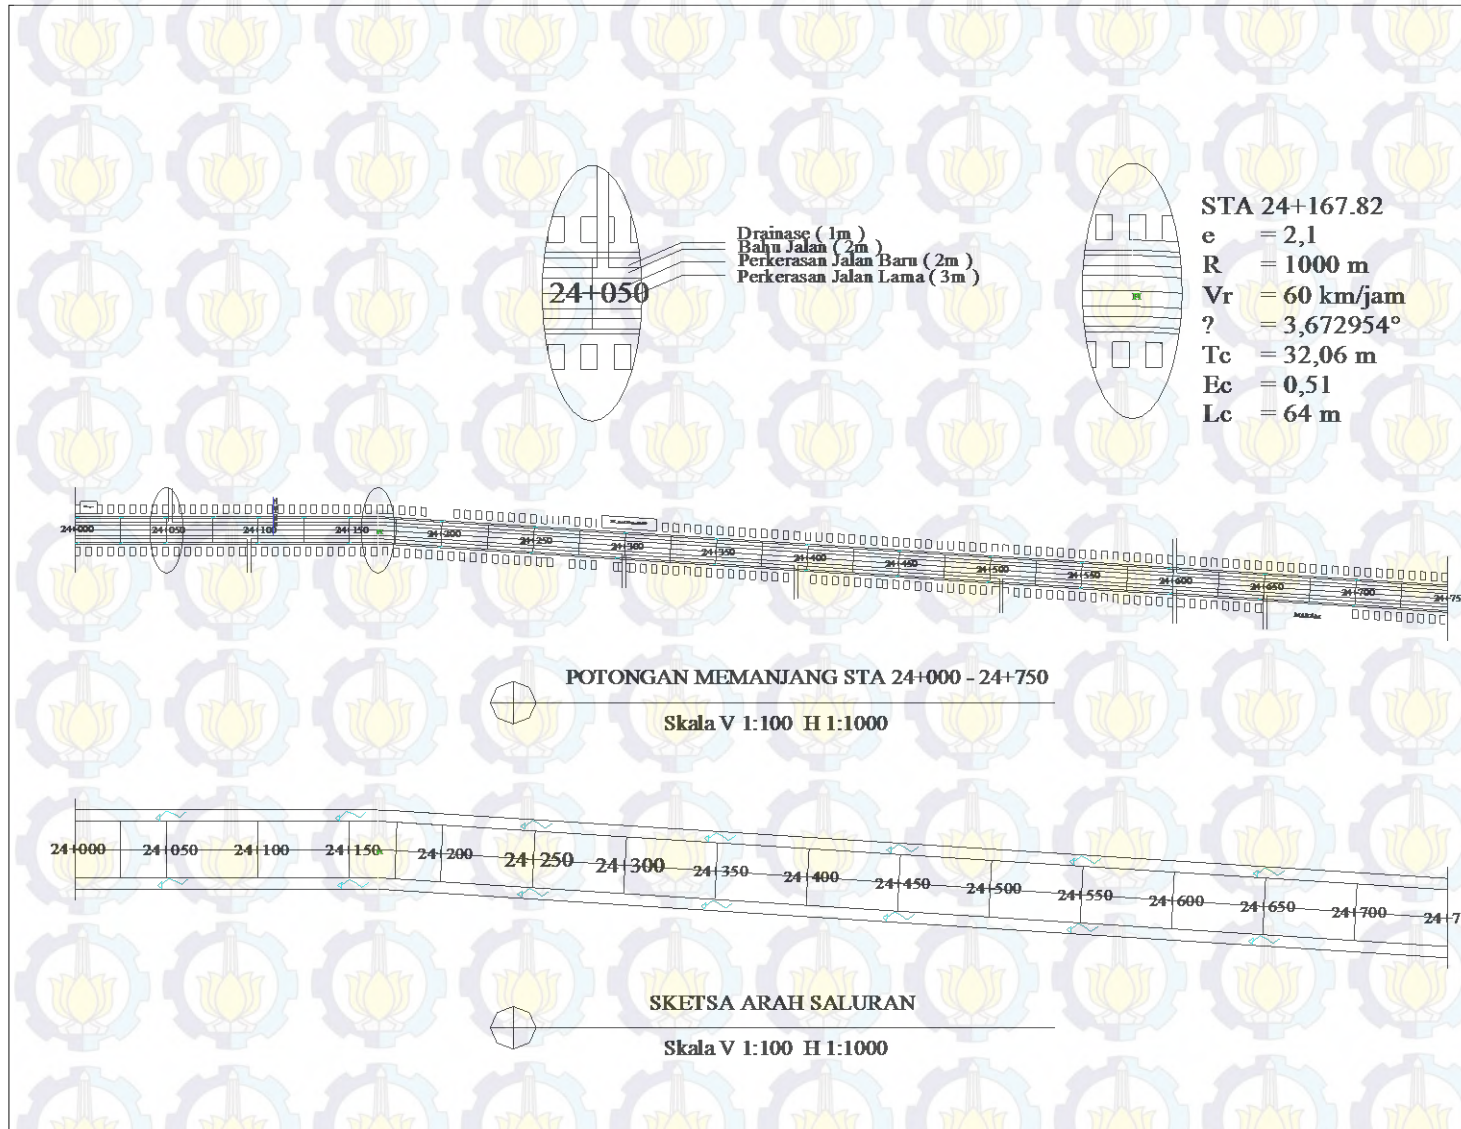 Drainase ( 1m )
Bahu Jalan ( 2m )
Perkerasan Jalan Baru ( 2m )
Perkerasan Jalan Lama ( 3m )
24+050
STA 24+167.82
e = 2,1
R = 1000 m
Vr = 60 km/jam
? = 3,672954°
Tc = 32,06 m
Ec = 0,51
Lc = 64 m
24+000 24+050 24+100 24+150 24+200 24+250 24+300 24+350 24+400 24+450 24+500 24+550 24+600 24+650 24+700 24+75
MAKAM
POTONGAN MEMANJANG STA 24+000 - 24+750
Skala V 1:100 H 1:1000
24+000 24+050 24+100 24+150 24+200 24+250 24+300 24+350 24+400 24+450 24+500 24+550 24+600 24+650 24+700 24+7
SKETSA ARAH SALURAN
Skala V 1:100 H 1:1000